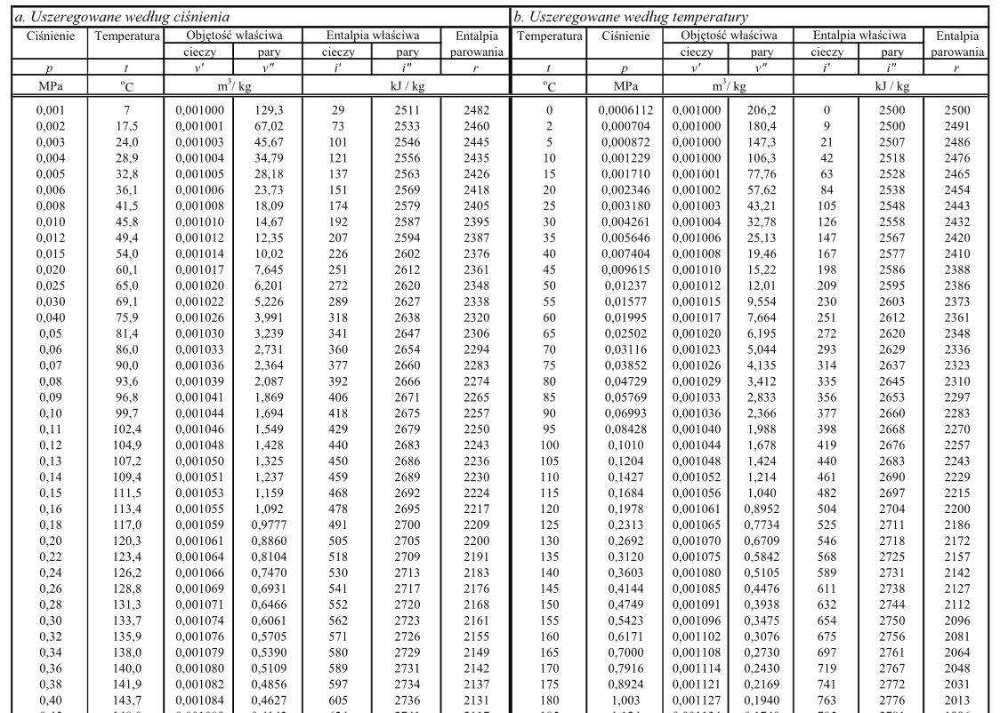 a. Uszeregowane według ciśnienia b. Uszeregowane według temperatury
Ciśnienie Temperatura Objętość właściwa Entalpia właściwa Entalpia Temperatura Ciśnienie Objętość właściwa Entalpia właściwa Entalpia
cieczy pary cieczy pary parowania cieczy pary cieczy pary parowania
p t v' v" i' i" r t p v' v" i' i" r
MPa °C m³/ kg kJ / kg °C MPa m³/ kg kJ / kg
0,001 7 0,001000 129,3 29 2511 2482 0 0,0006112 0,001000 206,2 0 2500 2500
0,002 17,5 0,001001 67,02 73 2533 2460 2 0,000704 0,001000 180,4 9 2500 2491
0,003 24,0 0,001003 45,67 101 2546 2445 5 0,000872 0,001000 147,3 21 2507 2486
0,004 28,9 0,001004 34,79 121 2556 2435 10 0,001229 0,001000 106,3 42 2518 2476
0,005 32,8 0,001005 28,18 137 2563 2426 15 0,001710 0,001001 77,76 63 2528 2465
0,006 36,1 0,001006 23,73 151 2569 2418 20 0,002346 0,001002 57,62 84 2538 2454
0,008 41,5 0,001008 18,09 174 2579 2405 25 0,003180 0,001003 43,21 105 2548 2443
0,010 45,8 0,001010 14,67 192 2587 2395 30 0,004261 0,001004 32,78 126 2558 2432
0,012 49,4 0,001012 12,35 207 2594 2387 35 0,005646 0,001006 25,13 147 2567 2420
0,015 54,0 0,001014 10,02 226 2602 2376 40 0,007404 0,001008 19,46 167 2577 2410
0,020 60,1 0,001017 7,645 251 2612 2361 45 0,009615 0,001010 15,22 198 2586 2388
0,025 65,0 0,001020 6,201 272 2620 2348 50 0,01237 0,001012 12,01 209 2595 2386
0,030 69,1 0,001022 5,226 289 2627 2338 55 0,01577 0,001015 9,554 230 2603 2373
0,040 75,9 0,001026 3,991 318 2638 2320 60 0,01995 0,001017 7,664 251 2612 2361
0,05 81,4 0,001030 3,239 341 2647 2306 65 0,02502 0,001020 6,195 272 2620 2348
0,06 86,0 0,001033 2,731 360 2654 2294 70 0,03116 0,001023 5,044 293 2629 2336
0,07 90,0 0,001036 2,364 377 2660 2283 75 0,03852 0,001026 4,135 314 2637 2323
0,08 93,6 0,001039 2,087 392 2666 2274 80 0,04729 0,001029 3,412 335 2645 2310
0,09 96,8 0,001041 1,869 406 2671 2265 85 0,05769 0,001033 2,833 356 2653 2297
0,10 99,7 0,001044 1,694 418 2675 2257 90 0,06993 0,001036 2,366 377 2660 2283
0,11 102,4 0,001046 1,549 429 2679 2250 95 0,08428 0,001040 1,988 398 2668 2270
0,12 104,9 0,001048 1,428 440 2683 2243 100 0,1010 0,001044 1,678 419 2676 2257
0,13 107,2 0,001050 1,325 450 2686 2236 105 0,1204 0,001048 1,424 440 2683 2243
0,14 109,4 0,001051 1,237 459 2689 2230 110 0,1427 0,001052 1,214 461 2690 2229
0,15 111,5 0,001053 1,159 468 2692 2224 115 0,1684 0,001056 1,040 482 2697 2215
0,16 113,4 0,001055 1,092 478 2695 2217 120 0,1978 0,001061 0,8952 504 2704 2200
0,18 117,0 0,001059 0,9777 491 2700 2209 125 0,2313 0,001065 0,7734 525 2711 2186
0,20 120,3 0,001061 0,8860 505 2705 2200 130 0,2692 0,001070 0,6709 546 2718 2172
0,22 123,4 0,001064 0,8104 518 2709 2191 135 0,3120 0,001075 0,5842 568 2725 2157
0,24 126,2 0,001066 0,7470 530 2713 2183 140 0,3603 0,001080 0,5105 589 2731 2142
0,26 128,8 0,001069 0,6931 541 2717 2176 145 0,4144 0,001085 0,4476 611 2738 2127
0,28 131,3 0,001071 0,6466 552 2720 2168 150 0,4749 0,001091 0,3938 632 2744 2112
0,30 133,7 0,001074 0,6061 562 2723 2161 155 0,5423 0,001096 0,3475 654 2750 2096
0,32 135,9 0,001076 0,5705 571 2726 2155 160 0,6171 0,001102 0,3076 675 2756 2081
0,34 138,0 0,001079 0,5390 580 2729 2149 165 0,7000 0,001108 0,2730 697 2761 2064
0,36 140,0 0,001080 0,5109 589 2731 2142 170 0,7916 0,001114 0,2430 719 2767 2048
0,38 141,9 0,001082 0,4856 597 2734 2137 175 0,8924 0,001121 0,2169 741 2772 2031
0,40 143,7 0,001084 0,4627 605 2736 2131 180 1,003 0,001127 0,1940 763 2776 2013